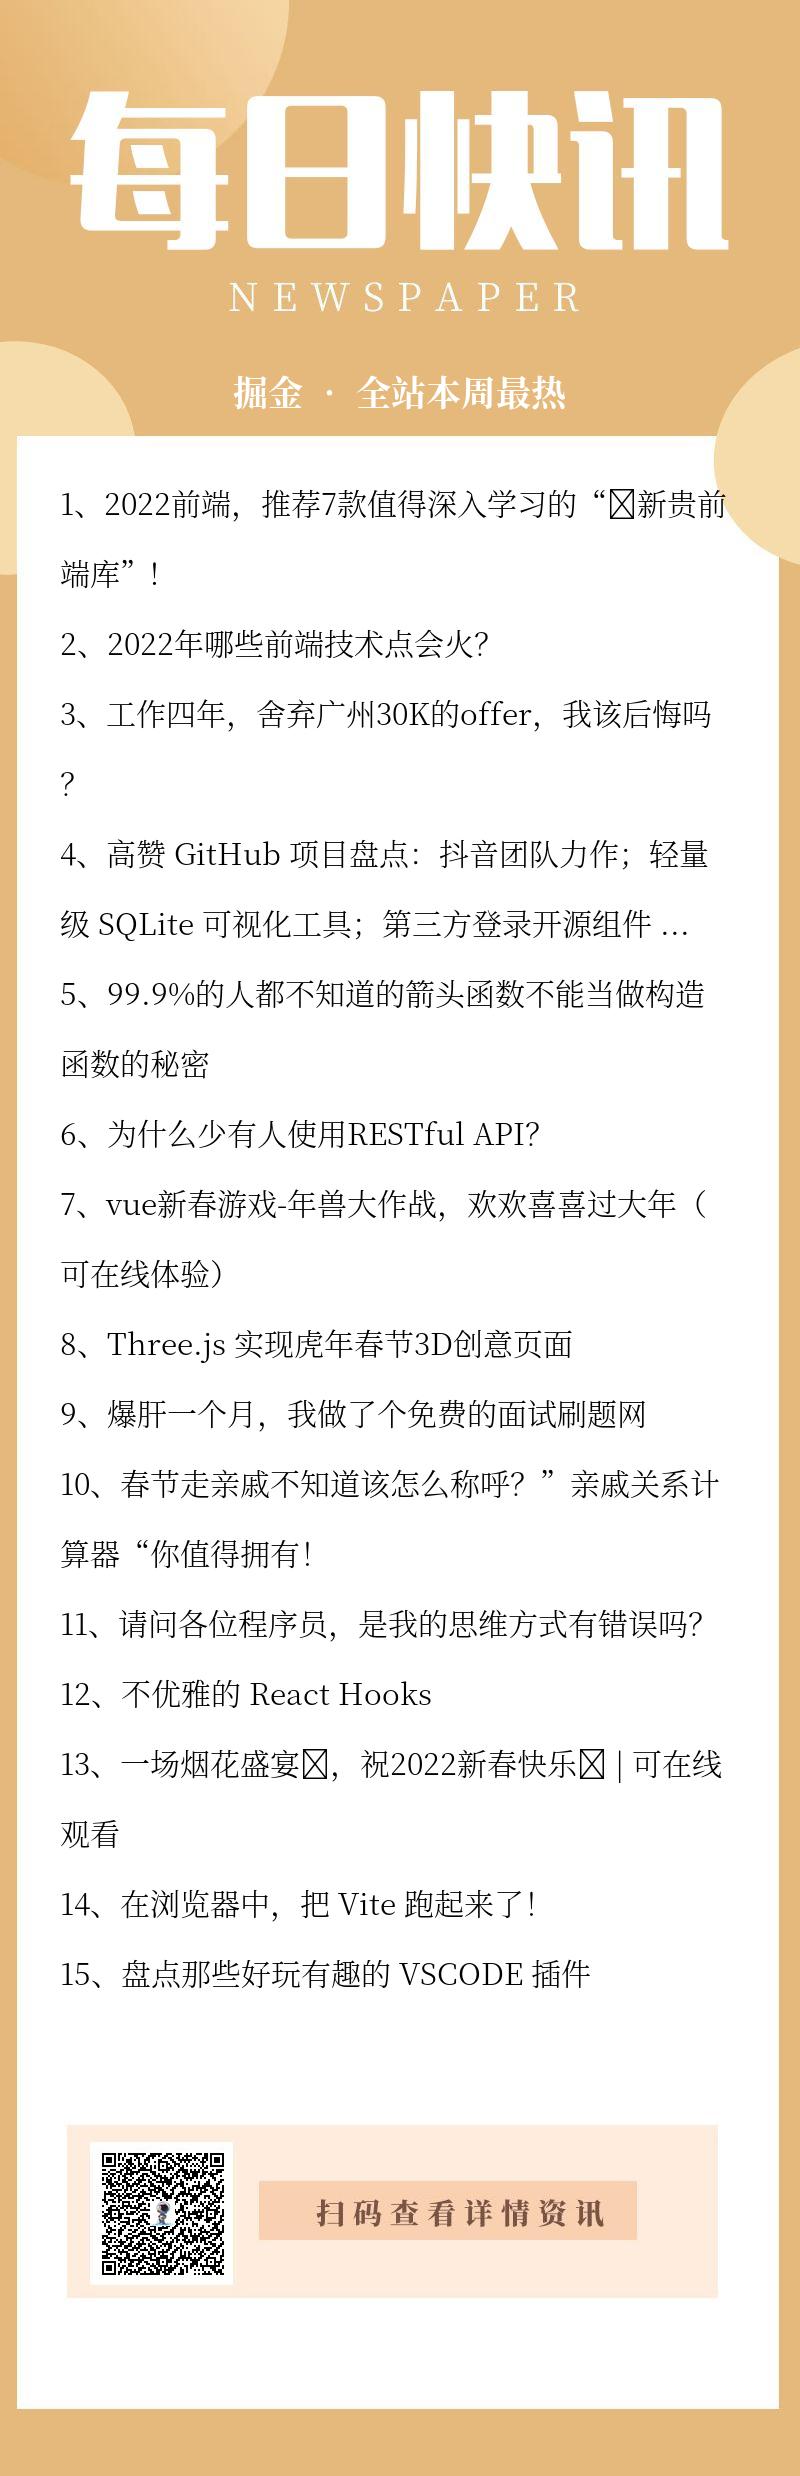 每日快讯
NEWSPAPER
掘金 · 全站本周最热
1、2022前端，推荐7款值得深入学习的“新贵前
端库”！
2、2022年哪些前端技术点会火？
3、工作四年，舍弃广州30K的offer，我该后悔吗
？
4、高赞 GitHub 项目盘点：抖音团队力作；轻量
级 SQLite 可视化工具；第三方登录开源组件 ...
5、99.9%的人都不知道的箭头函数不能当做构造
函数的秘密
6、为什么少有人使用RESTful API？
7、vue新春游戏-年兽大作战，欢欢喜喜过大年（
可在线体验）
8、Three.js 实现虎年春节3D创意页面
9、爆肝一个月，我做了个免费的面试刷题网
10、春节走亲戚不知道该怎么称呼？”亲戚关系计
算器“你值得拥有！
11、请问各位程序员，是我的思维方式有错误吗？
12、不优雅的 React Hooks
13、一场烟花盛宴，祝2022新春快乐 | 可在线
观看
14、在浏览器中，把 Vite 跑起来了！
15、盘点那些好玩有趣的 VSCODE 插件
扫码查看详情资讯